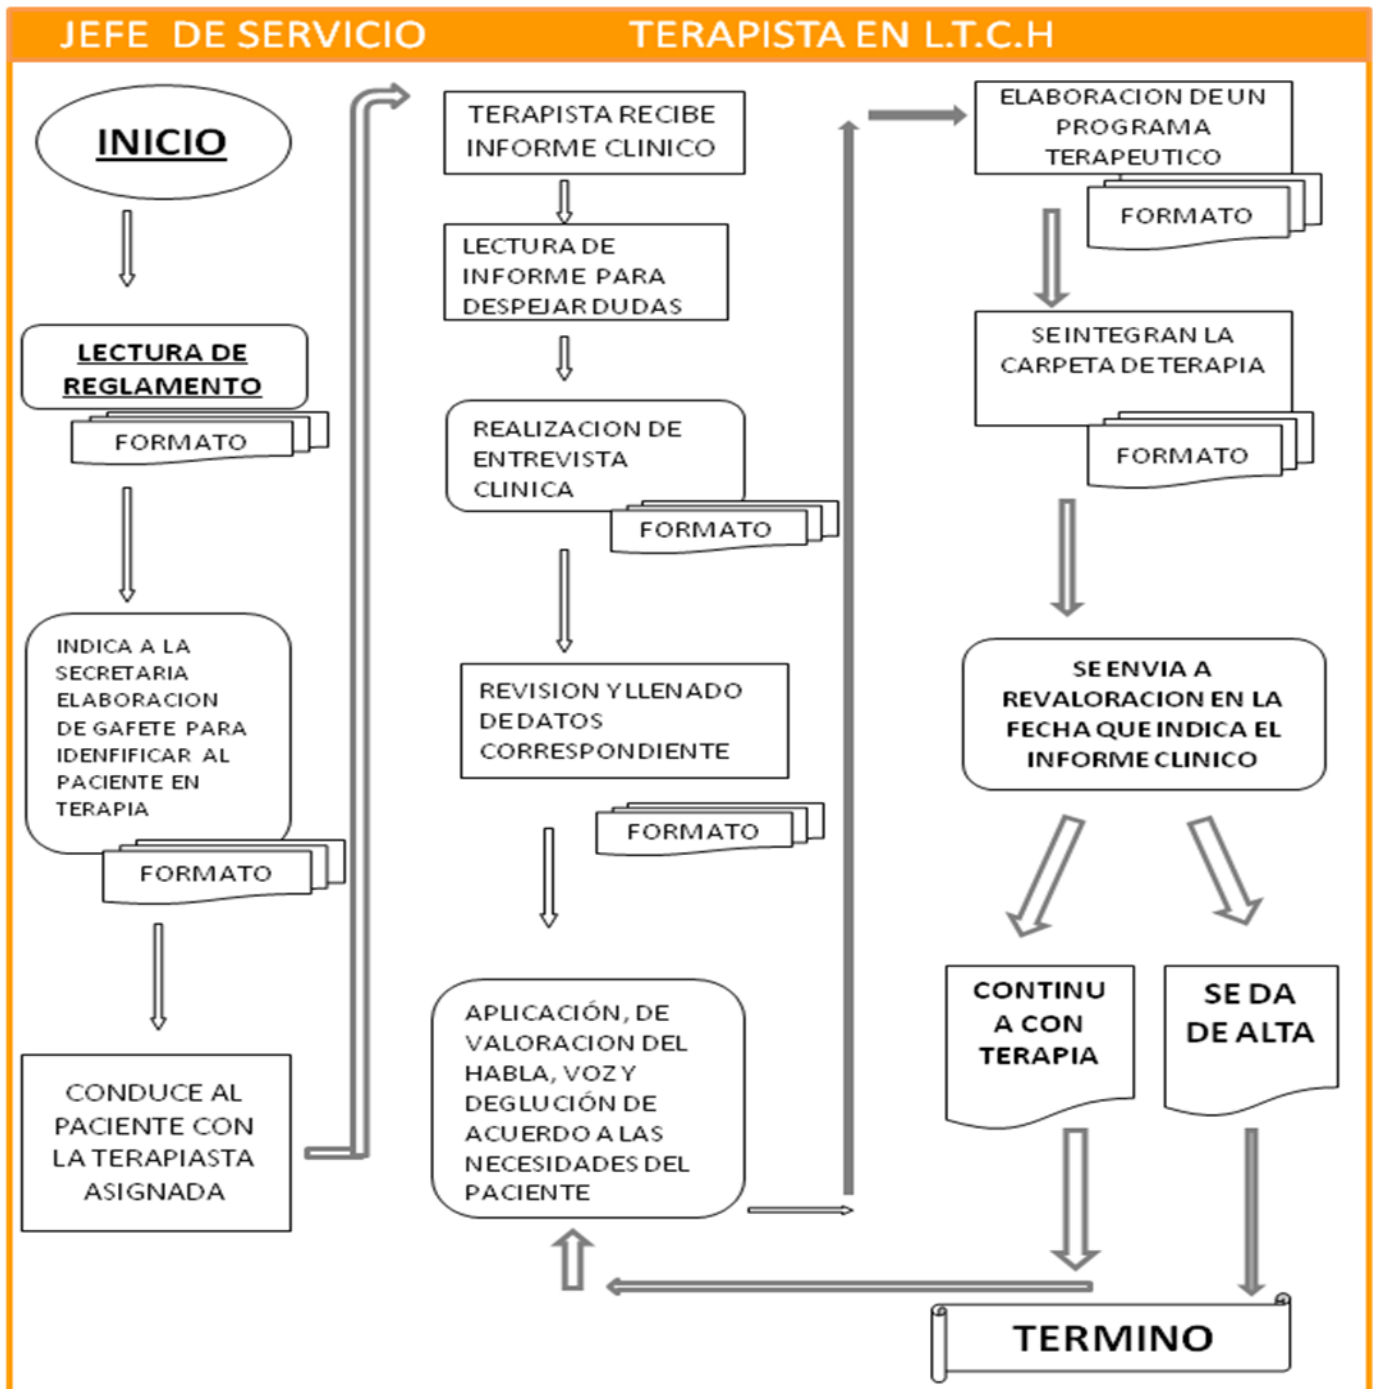 JEFE DE SERVICIO
TERAPISTA EN L.T.C.H
INICIO
LECTURA DE
REGLAMENTO
FORMATO
INDICA A LA
SECRETARIA
ELABORACION
DE GAFETE PARA
IDENFIFICAR AL
PACIENTE EN
TERAPIA
FORMATO
CONDUCE AL
PACIENTE CON
LA TERAPIASTA
ASIGNADA
TERAPISTA RECIBE
INFORME CLINICO
LECTURA DE
INFORME PARA
DESPEJAR DUDAS
REALIZACION DE
ENTREVISTA
CLINICA
FORMATO
REVISION Y LLENADO
DE DATOS
CORRESPONDIENTE
FORMATO
APLICACIÓN, DE
VALORACION DEL
HABLA, VOZ Y
DEGLUCIÓN DE
ACUERDO A LAS
NECESIDADES DEL
PACIENTE
ELABORACION DE UN
PROGRAMA
TERAPEUTICO
FORMATO
SE INTEGRAN LA
CARPETA DE TERAPIA
FORMATO
SE ENVIA A
REVALORACION EN LA
FECHA QUE INDICA EL
INFORME CLINICO
CONTINU
A CON
TERAPIA
SE DA
DE ALTA
TERMINO